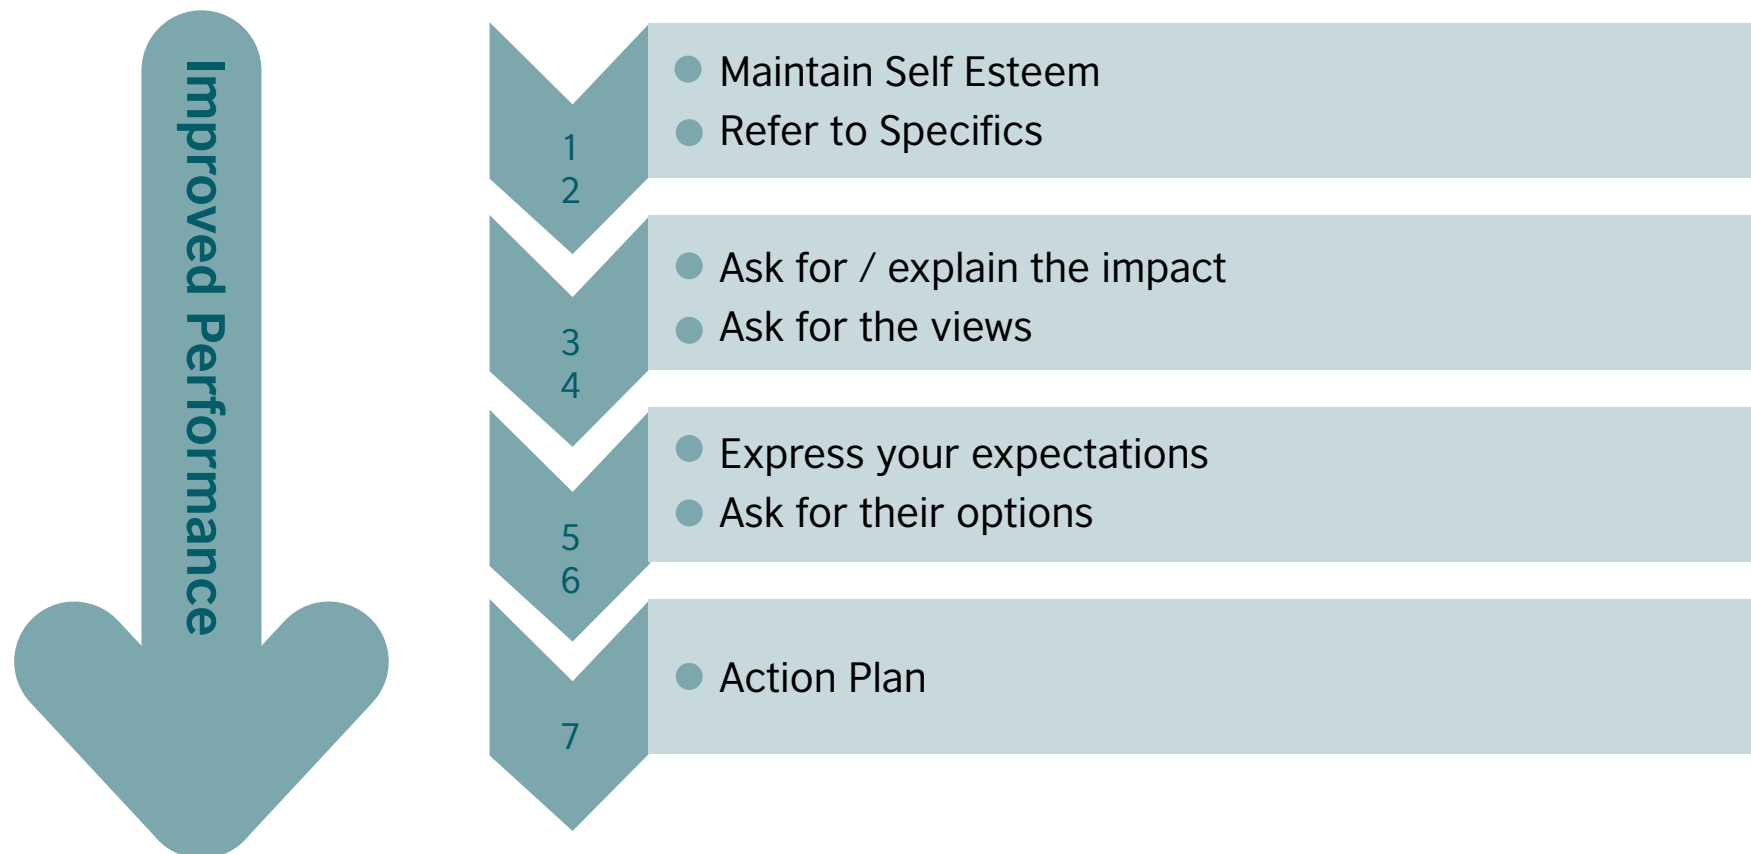 Improved Performance
1
2
Maintain Self Esteem
Refer to Specifics
3
4
Ask for / explain the impact
Ask for the views
5
6
Express your expectations
Ask for their options
7
Action Plan